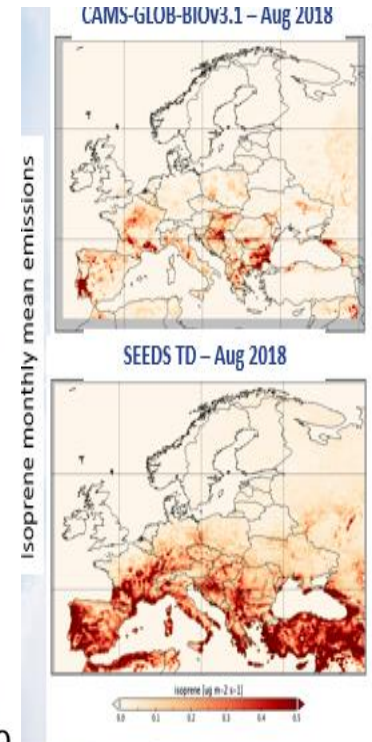 CAMS-GLOB-BIOv3.1 – Aug 2018
Isoprene monthly mean emissions
SEEDS TD – Aug 2018
isoprene [ug m-2 s-1]
0.0 0.1 0.2 0.3 0.4 0.5